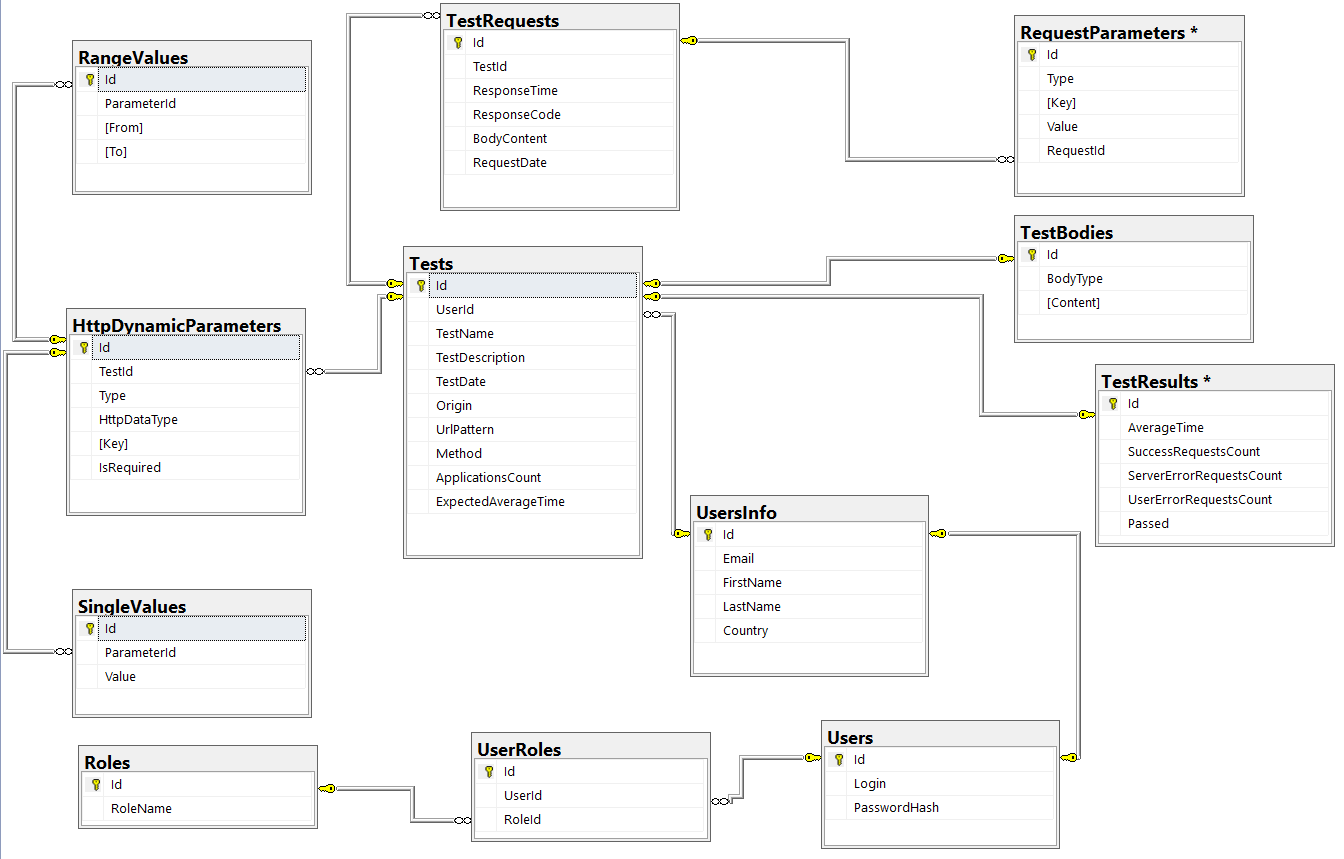 TestRequests
Id
TestId
ResponseTime
ResponseCode
BodyContent
RequestDate
RequestParameters *
Id
Type
[Key]
Value
RequestId
RangeValues
Id
ParameterId
[From]
[To]
TestBodies
Id
BodyType
[Content]
Tests
Id
UserId
TestName
TestDescription
TestDate
Origin
UrlPattern
Method
ApplicationsCount
ExpectedAverageTime
HttpDynamicParameters
Id
TestId
Type
HttpDataType
[Key]
IsRequired
TestResults *
Id
AverageTime
SuccessRequestsCount
ServerErrorRequestsCount
UserErrorRequestsCount
Passed
UsersInfo
Id
Email
FirstName
LastName
Country
SingleValues
Id
ParameterId
Value
Roles
Id
RoleName
UserRoles
Id
UserId
RoleId
Users
Id
Login
PasswordHash